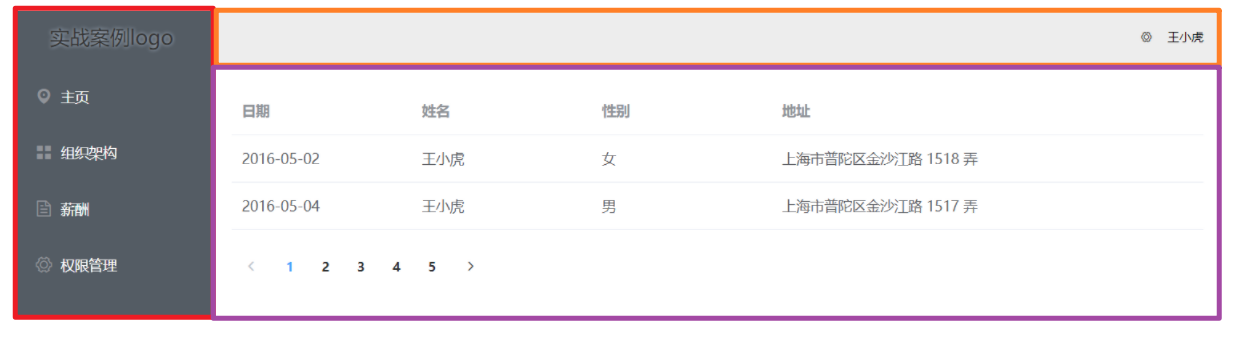 实战案例logo
王小虎
主页
组织架构
薪酬
权限管理
日期 姓名 性别 地址
2016-05-02 王小虎 女 上海市普陀区金沙江路 1518 弄
2016-05-04 王小虎 男 上海市普陀区金沙江路 1517 弄
< 1 2 3 4 5 >